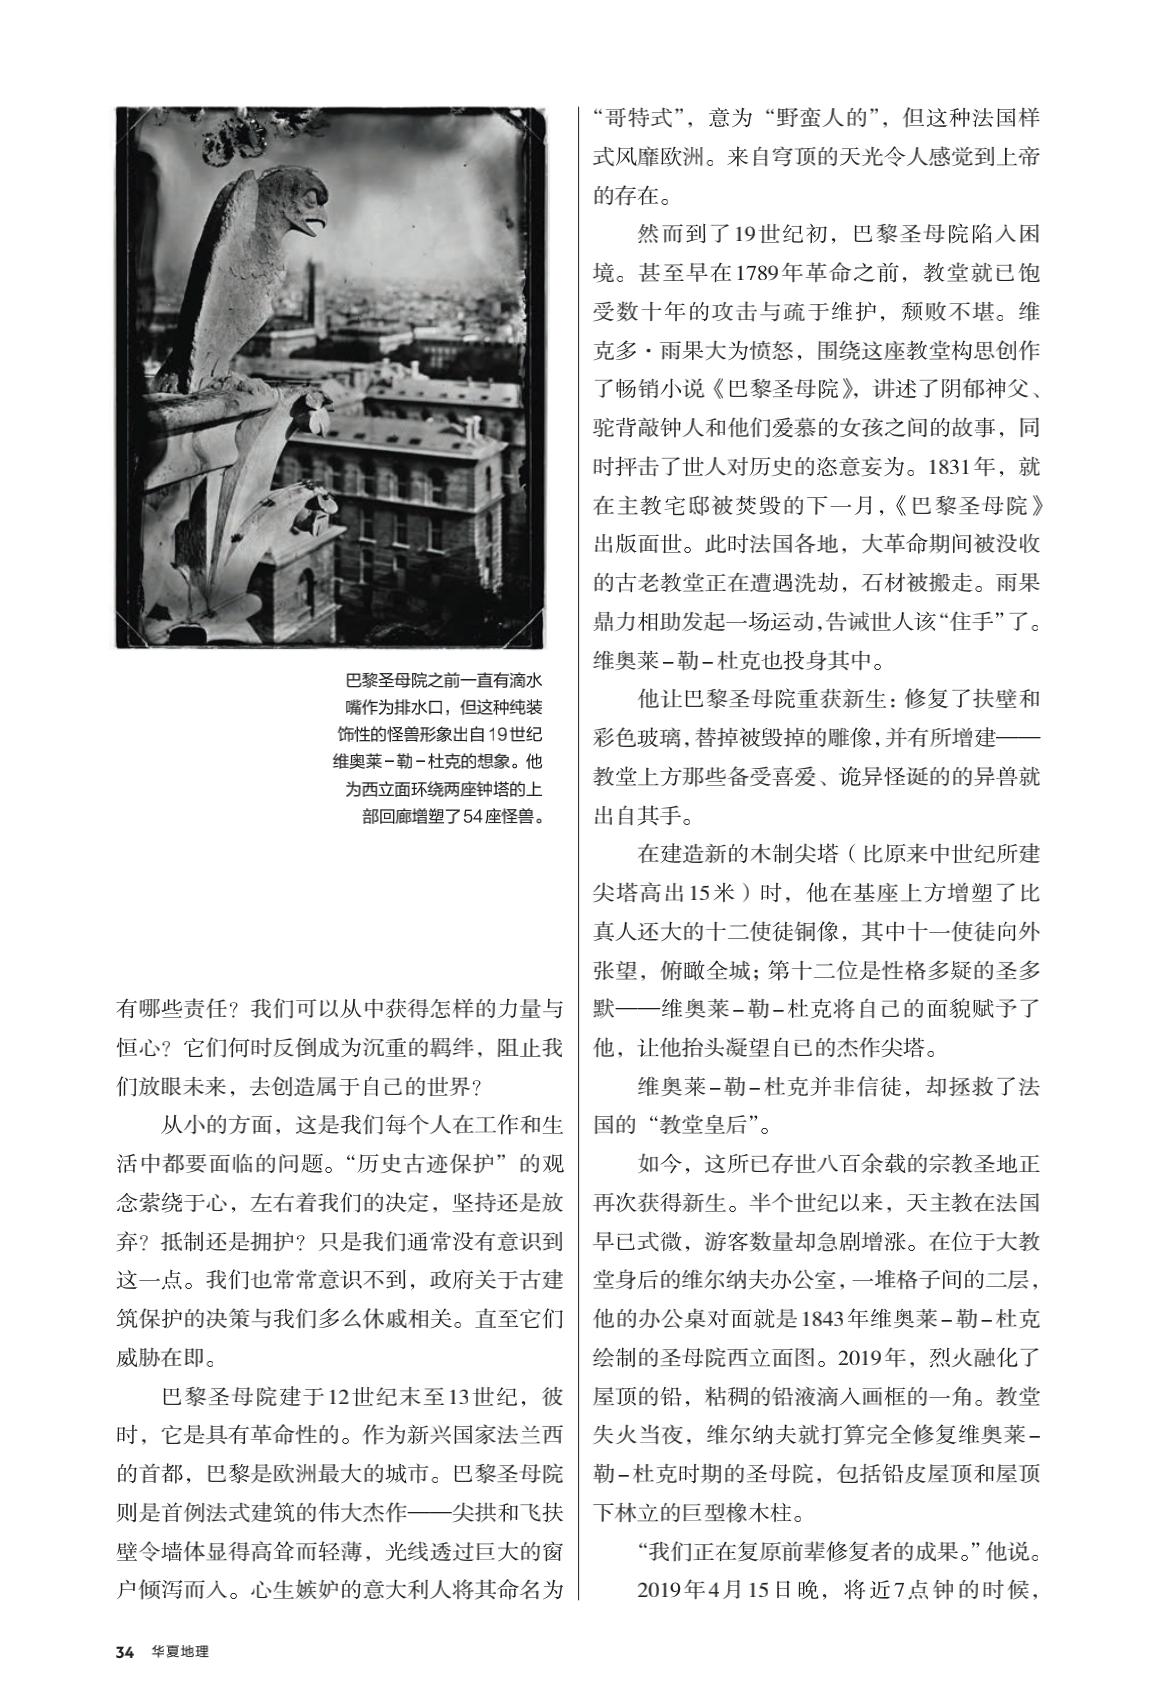 巴黎圣母院之前一直有滴水
嘴作为排水口，但这种纯装
饰性的怪兽形象出自19世纪
维奥莱–勒–杜克的想象。他
为西立面环绕两座钟塔的上
部回廊增塑了54座怪兽。
有哪些责任？我们可以从中获得怎样的力量与
恒心？它们何时反倒成为沉重的羁绊，阻止我
们放眼未来，去创造属于自己的世界？
从小的方面，这是我们每个人在工作和生
活中都要面临的问题。“历史古迹保护”的观
念萦绕于心，左右着我们的决定，坚持还是放
弃？抵制还是拥护？只是我们通常没有意识到
这一点。我们也常常意识不到，政府关于古建
筑保护的决策与我们多么休戚相关。直至它们
威胁在即。
巴黎圣母院建于12世纪末至13世纪，彼
时，它是具有革命性的。作为新兴国家法兰西
的首都，巴黎是欧洲最大的城市。巴黎圣母院
则是首例法式建筑的伟大杰作——尖拱和飞扶
壁令墙体显得高耸而轻薄，光线透过巨大的窗
户倾泻而入。心生嫉妒的意大利人将其命名为
“哥特式”，意为“野蛮人的”，但这种法国样
式风靡欧洲。来自穹顶的天光令人感觉到上帝
的存在。
然而到了19世纪初，巴黎圣母院陷入困
境。甚至早在1789年革命之前，教堂就已饱
受数十年的攻击与疏于维护，颓败不堪。维
克多·雨果大为愤怒，围绕这座教堂构思创作
了畅销小说《巴黎圣母院》，讲述了阴郁神父、
驼背敲钟人和他们爱慕的女孩之间的故事，同
时抨击了世人对历史的恣意妄为。1831年，就
在主教宅邸被焚毁的下一月，《巴黎圣母院》
出版面世。此时法国各地，大革命期间被没收
的古老教堂正在遭遇洗劫，石材被搬走。雨果
鼎力相助发起一场运动，告诫世人该“住手”了。
维奥莱–勒–杜克也投身其中。
他让巴黎圣母院重获新生：修复了扶壁和
彩色玻璃，替掉被毁掉的雕像，并有所增建——
教堂上方那些备受喜爱、诡异怪诞的的异兽就
出自其手。
在建造新的木制尖塔（比原来中世纪所建
尖塔高出15米）时，他在基座上方增塑了比
真人还大的十二使徒铜像，其中十一使徒向外
张望，俯瞰全城；第十二位是性格多疑的圣多
默——维奥莱–勒–杜克将自己的面貌赋予了
他，让他抬头凝望自已的杰作尖塔。
维奥莱–勒–杜克并非信徒，却拯救了法
国的“教堂皇后”。
如今，这所已存世八百余载的宗教圣地正
再次获得新生。半个世纪以来，天主教在法国
早已式微，游客数量却急剧增涨。在位于大教
堂身后的维尔纳夫办公室，一堆格子间的二层，
他的办公桌对面就是1843年维奥莱–勒–杜克
绘制的圣母院西立面图。2019年，烈火融化了
屋顶的铅，粘稠的铅液滴入画框的一角。教堂
失火当夜，维尔纳夫就打算完全修复维奥莱–
勒–杜克时期的圣母院，包括铅皮屋顶和屋顶
下林立的巨型橡木柱。
“我们正在复原前辈修复者的成果。”他说。
2019年4月15日晚，将近7点钟的时候，
34 华夏地理